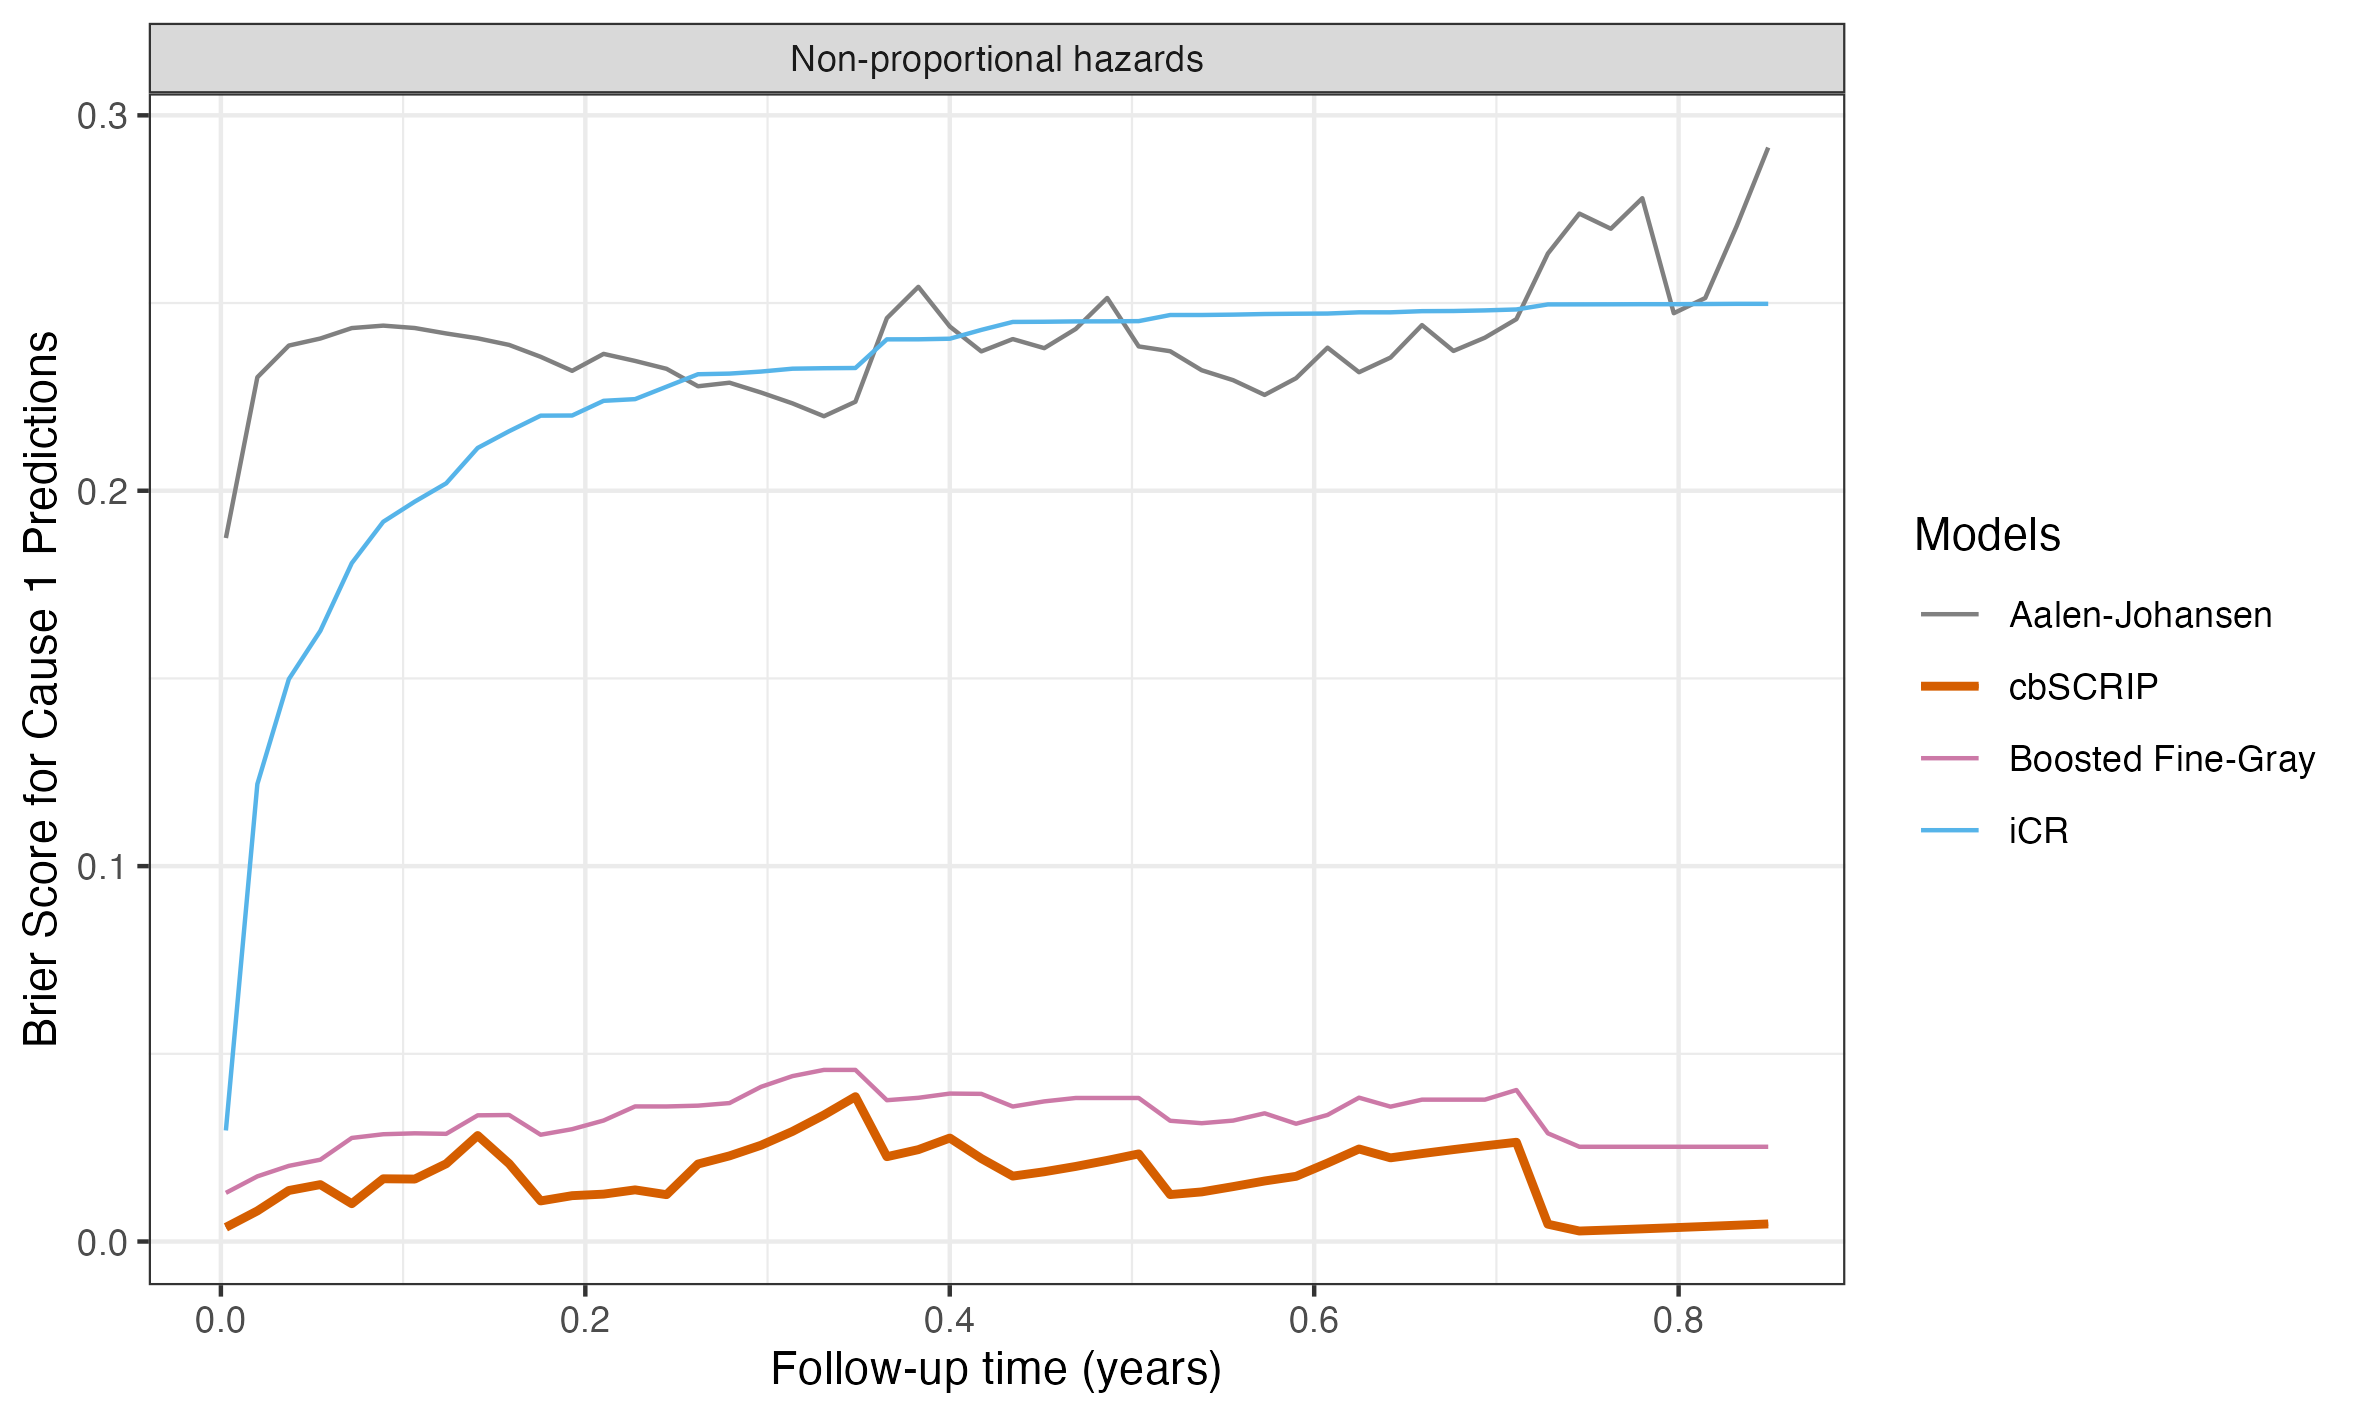 Non-proportional hazards
0.3
0.2
0.1
0.0
Brier Score for Cause 1 Predictions
0.0
0.2
0.4
0.6
0.8
Follow-up time (years)
Models
Aalen-Johansen
cbSCRIP
Boosted Fine-Gray
iCR